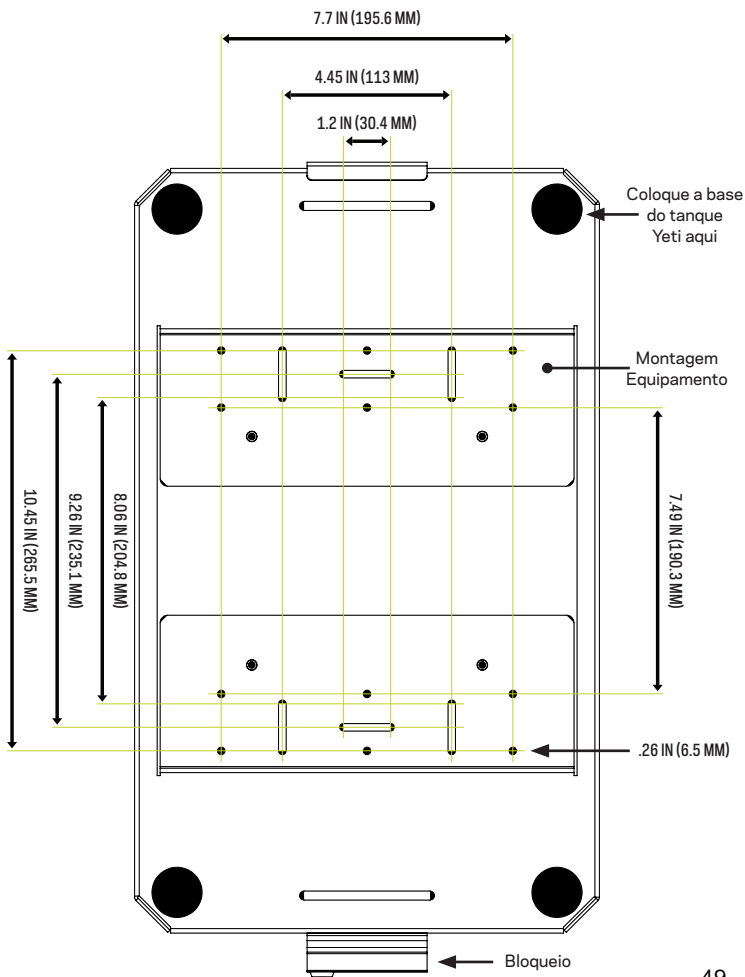 7.7 IN (195.6 MM)
4.45 IN (113 MM)
1.2 IN (30.4 MM)
Coloque a base
do tanque
Yeti aqui
Montagem
Equipamento
10.45 IN (265.5 MM)
9.26 IN (235.1 MM)
8.06 IN (204.8 MM)
7.49 IN (190.3 MM)
.26 IN (6.5 MM)
Bloqueio
49